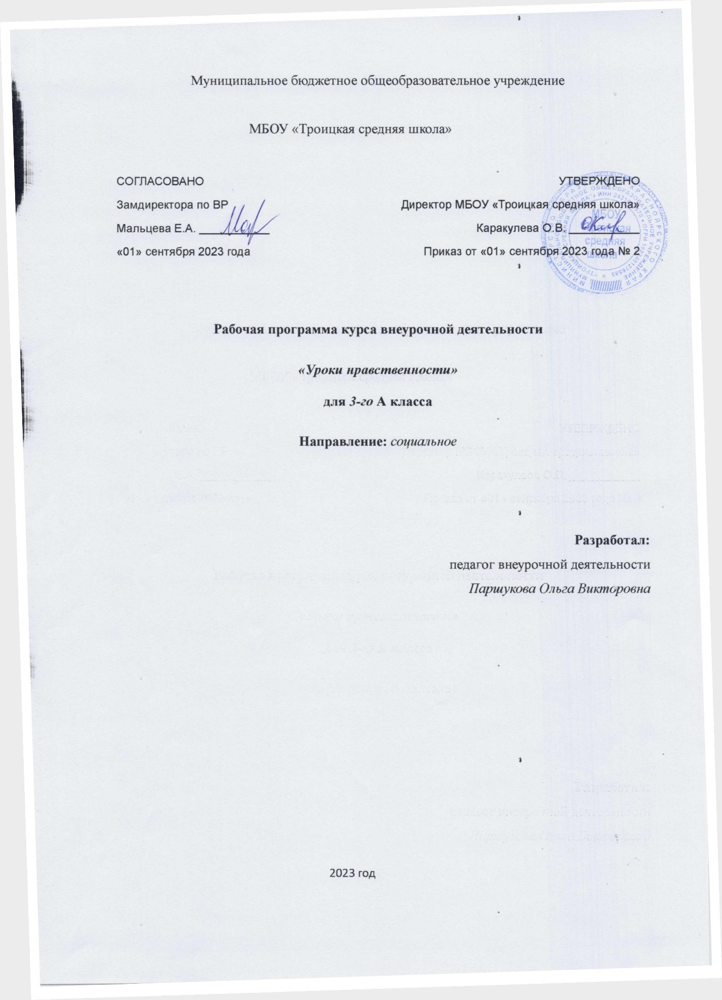 Муниципальное бюджетное общеобразовательное учреждение
МБОУ «Троицкая средняя школа»
СОГЛАСОВАНО
Замдиректора по ВР
Мальцева Е.А. ___________
«01» сентября 2023 года
УТВЕРЖДЕНО
Директор МБОУ «Троицкая средняя школа»
Каракулева О.В. ___________
Приказ от «01» сентября 2023 года № 2
МБОУ
средняя
школа
Рабочая программа курса внеурочной деятельности
«Уроки нравственности»
для 3-го А класса
Направление: социальное
Разработал:
педагог внеурочной деятельности
Паршукова Ольга Викторовна
2023 год